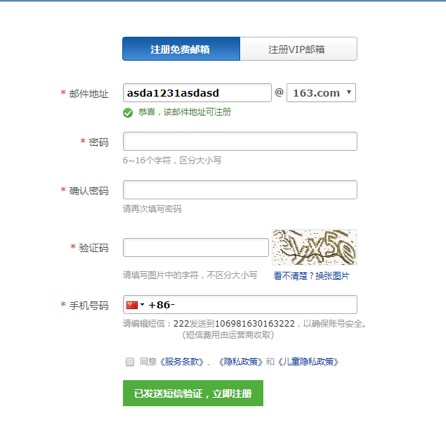 注册免费邮箱 注册VIP邮箱
* 邮件地址 asda1231asdasd @ 163.com
恭喜，该邮件地址可注册
* 密码
6~16个字符，区分大小写
* 确认密码
请再次填写密码
* 验证码
请填写图片中的字符，不区分大小写 看不清楚？换张图片
* 手机号码 +86-
请编辑短信：222发送到106981630163222，以确保账号安全。
(短信费用由运营商收取)
同意《服务条款》、《隐私政策》和《儿童隐私政策》
已发送短信验证，立即注册